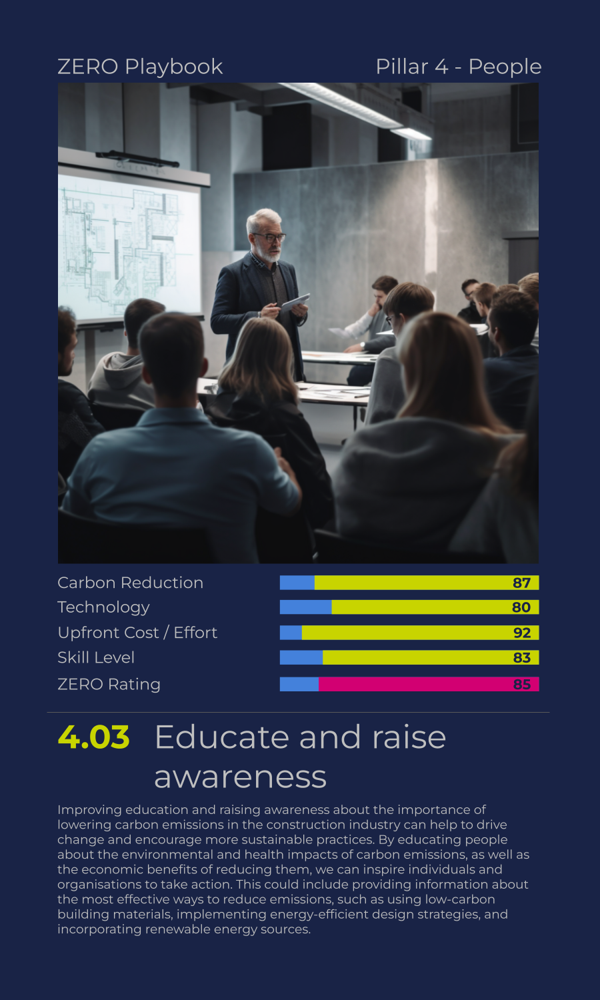 ZERO Playbook
Pillar 4 - People
Carbon Reduction 87
Technology 80
Upfront Cost / Effort 92
Skill Level 83
ZERO Rating 85
4.03 Educate and raise
awareness
Improving education and raising awareness about the importance of
lowering carbon emissions in the construction industry can help to drive
change and encourage more sustainable practices. By educating people
about the environmental and health impacts of carbon emissions, as well as
the economic benefits of reducing them, we can inspire individuals and
organisations to take action. This could include providing information about
the most effective ways to reduce emissions, such as using low-carbon
building materials, implementing energy-efficient design strategies, and
incorporating renewable energy sources.